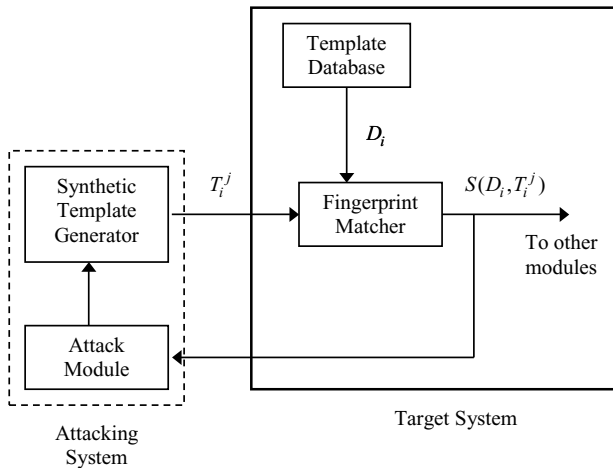 Template
Database
D_i
Synthetic
Template
Generator
T_i^j
Fingerprint
Matcher
S(D_i,T_i^j)
To other
modules
Attack
Module
Target System
Attacking
System